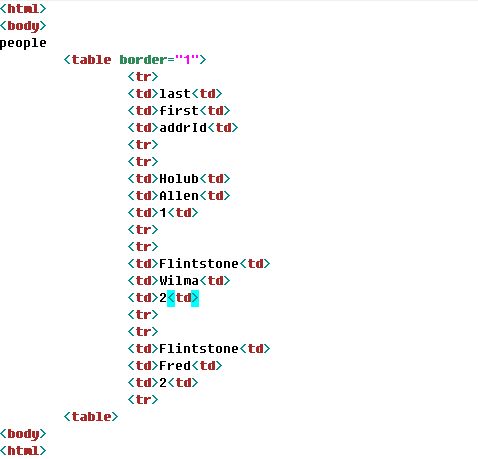 <html>
<body>
people
<table border="1">
<tr>
<td>last<td>
<td>first<td>
<td>addrId<td>
<tr>
<tr>
<td>Holub<td>
<td>Allen<td>
<td>1<td>
<tr>
<tr>
<td>Flintstone<td>
<td>Wilma<td>
<td>2<td>
<tr>
<tr>
<td>Flintstone<td>
<td>Fred<td>
<td>2<td>
<tr>
<table>
<body>
<html>